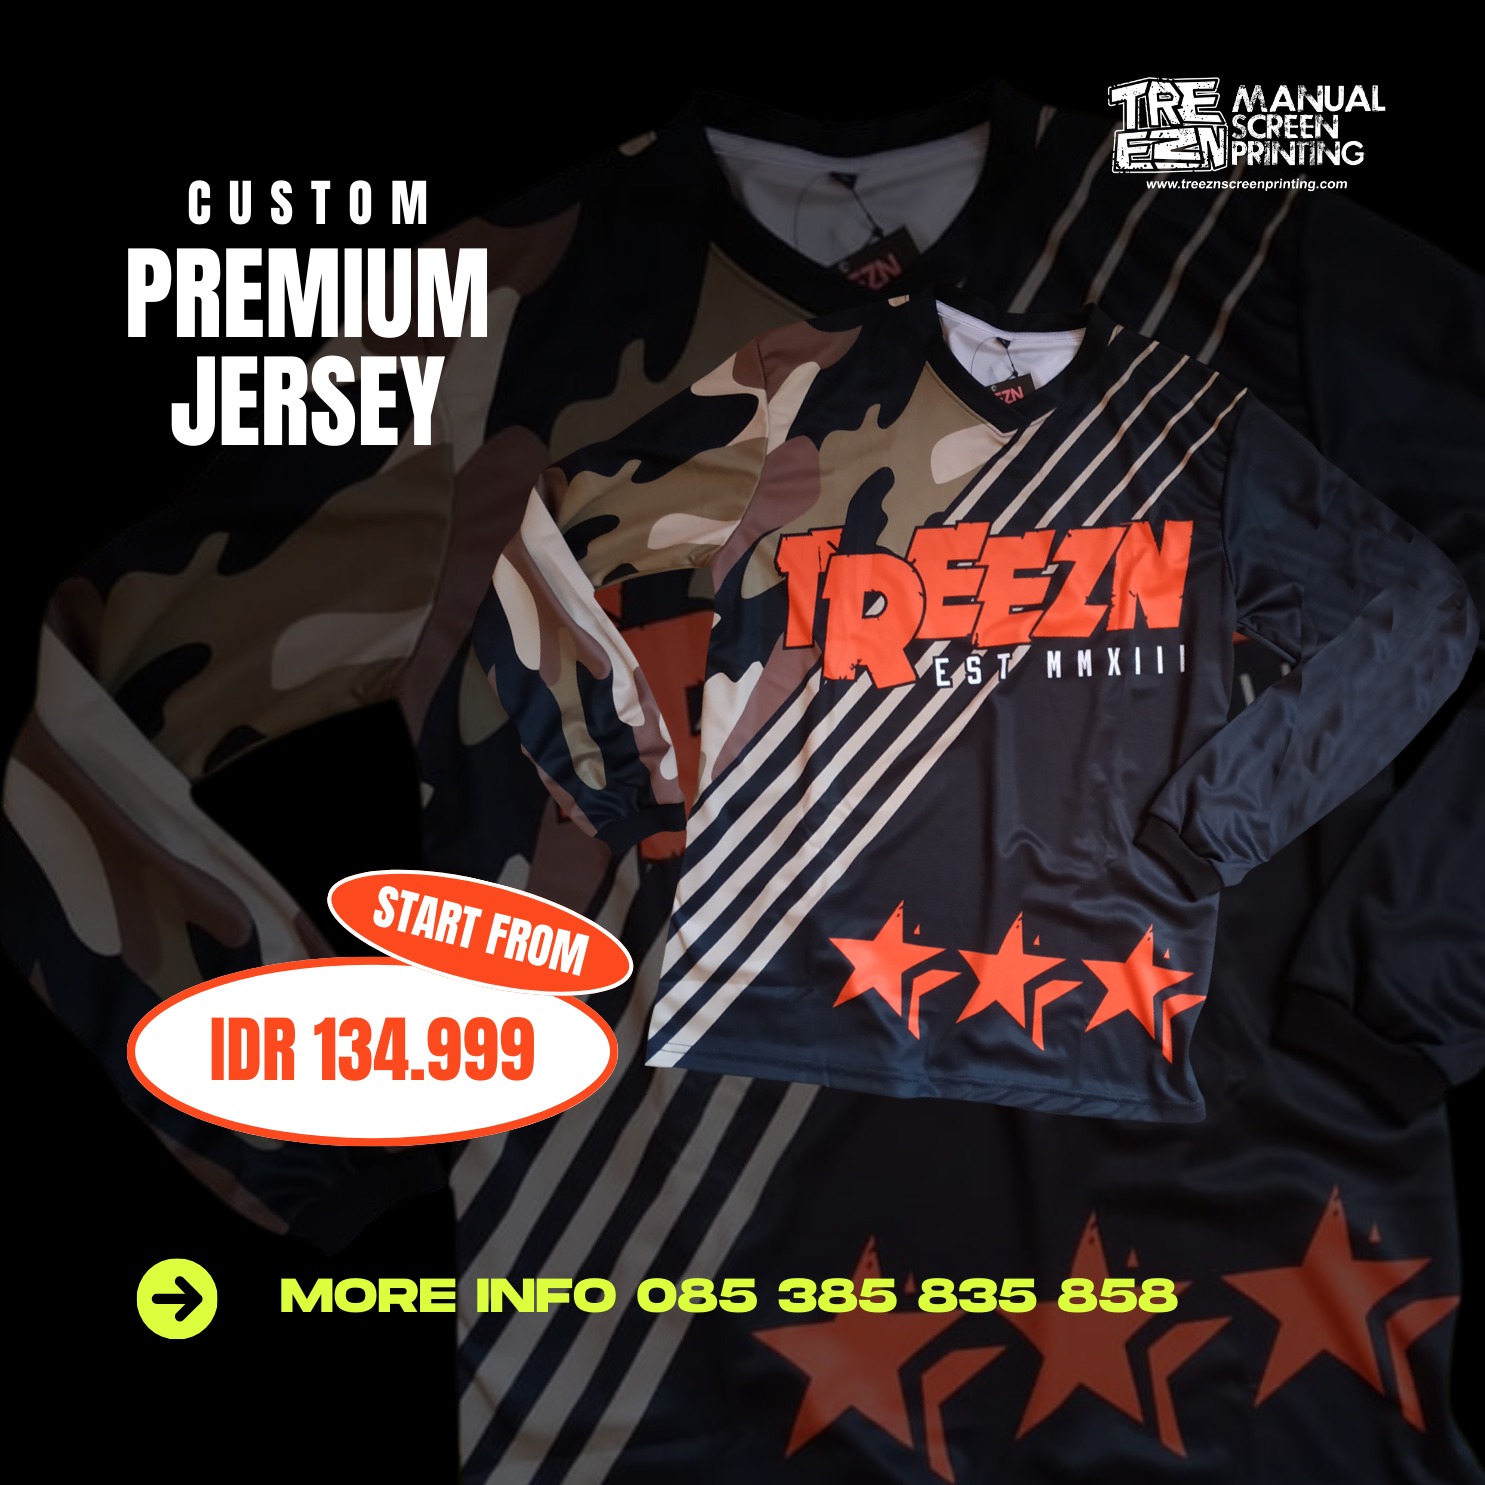 TREEZN
MANUAL
SCREEN
PRINTING
www.treeznscreenprinting.com
CUSTOM
PREMIUM
JERSEY
EZN
TREEZN
EST MMXIII
START FROM
IDR 134.999
MORE INFO 085 385 835 858